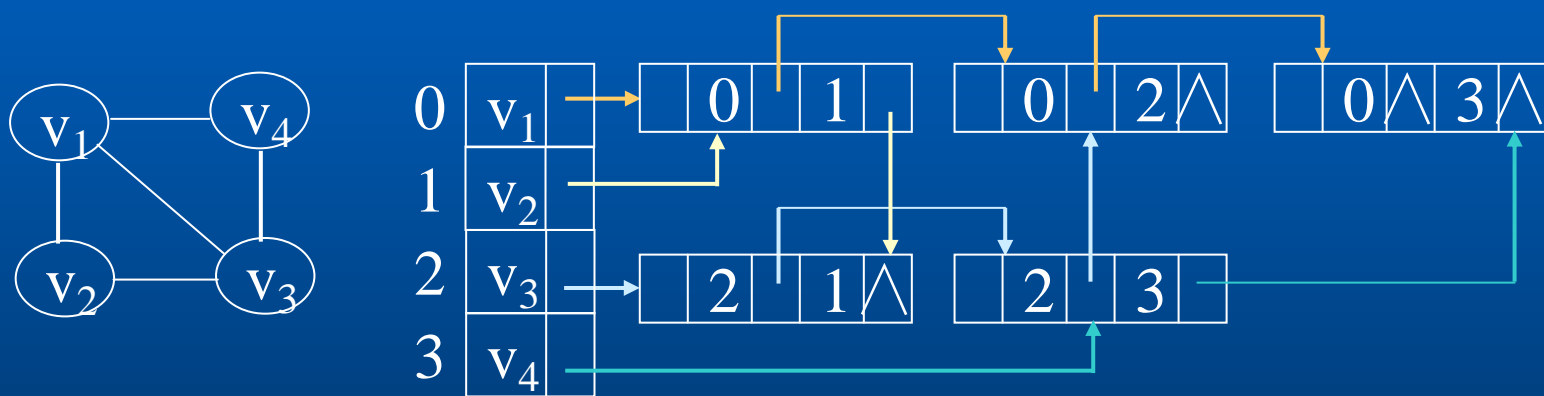 v₁ v₄
v₂ v₃
0 v₁ 0 1 0 2 ∧ 0 ∧ 3 ∧
1 v₂
2 v₃ 2 1 ∧ 2 3
3 v₄